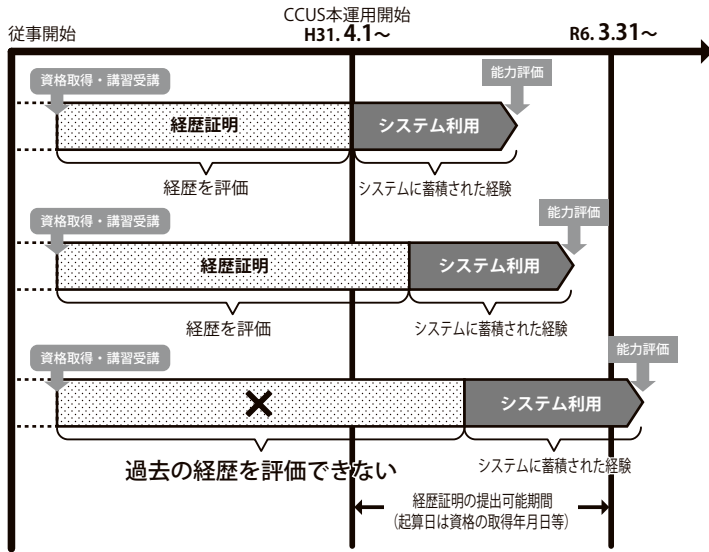 従事開始
CCUS本運用開始
H31. 4.1～
R6. 3.31～
資格取得・講習受講
能力評価
経歴証明
システム利用
経歴を評価
システムに蓄積された経験
資格取得・講習受講
能力評価
経歴証明
システム利用
経歴を評価
システムに蓄積された経験
資格取得・講習受講
能力評価
システム利用
過去の経歴を評価できない
システムに蓄積された経験
経歴証明の提出可能期間
（起算日は資格の取得年月日等）